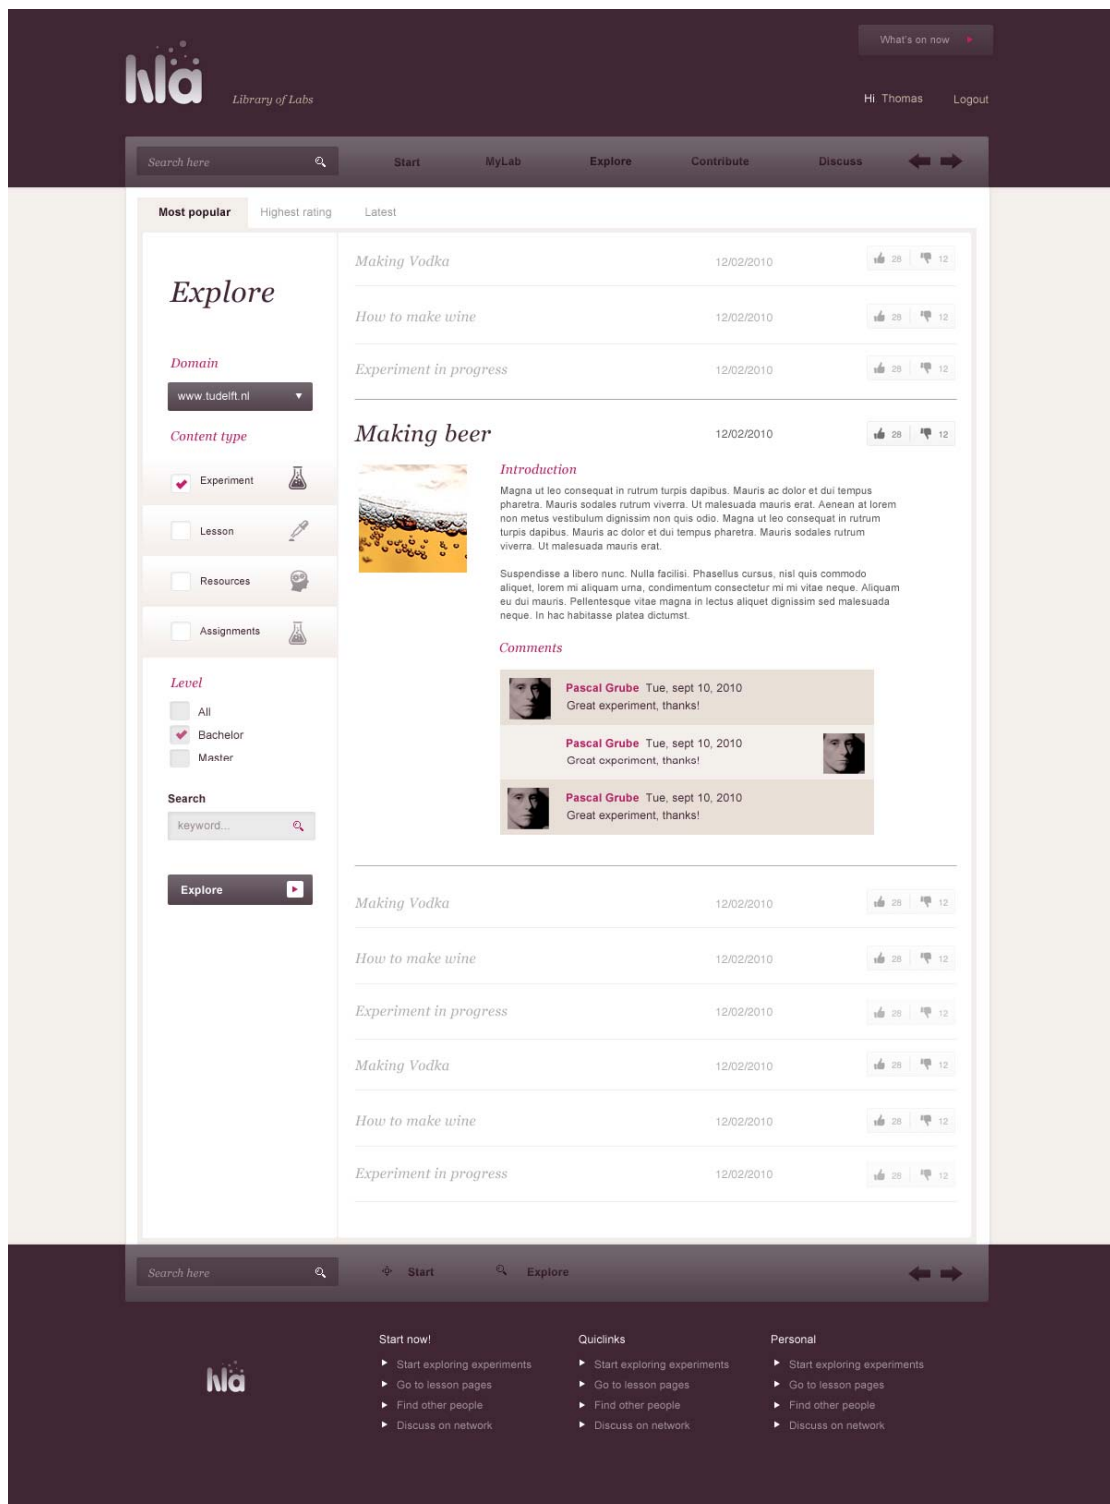 What's on now
lila
Library of Labs
Hi Thomas Logout
Search here Start MyLab Explore Contribute Discuss
Most popular Highest rating Latest
Explore
Domain
www.tudelft.nl
Content type
Experiment
Lesson
Resources
Assignments
Level
All
Bachelor
Master
Search
keyword...
Explore
Making Vodka 12/02/2010 28 12
How to make wine 12/02/2010 28 12
Experiment in progress 12/02/2010 28 12
Making beer 12/02/2010 28 12
Introduction
Magna ut leo consequat in rutrum turpis dapibus. Mauris ac dolor et dui tempus
pharetra. Mauris sodales rutrum viverra. Ut malesuada mauris erat. Aenean at lorem
non metus vestibulum dignissim non quis odio. Magna ut leo consequat in rutrum
turpis dapibus. Mauris ac dolor et dui tempus pharetra. Mauris sodales rutrum
viverra. Ut malesuada mauris erat.
Suspendisse a libero nunc. Nulla facilisi. Phasellus cursus, nisl quis commodo
aliquet, lorem mi aliquam urna, condimentum consectetur mi mi vitae neque. Aliquam
eu dui mauris. Pellentesque vitae magna in lectus aliquet dignissim sed malesuada
neque. In hac habitasse platea dictumst.
Comments
Pascal Grube Tue, sept 10, 2010
Great experiment, thanks!
Pascal Grube Tue, sept 10, 2010
Great experiment, thanks!
Pascal Grube Tue, sept 10, 2010
Great experiment, thanks!
Making Vodka 12/02/2010 28 12
How to make wine 12/02/2010 28 12
Experiment in progress 12/02/2010 28 12
Making Vodka 12/02/2010 28 12
How to make wine 12/02/2010 28 12
Experiment in progress 12/02/2010 28 12
Search here Start Explore
lila
Start now!
Start exploring experiments
Go to lesson pages
Find other people
Discuss on network
Quiclinks
Start exploring experiments
Go to lesson pages
Find other people
Discuss on network
Personal
Start exploring experiments
Go to lesson pages
Find other people
Discuss on network